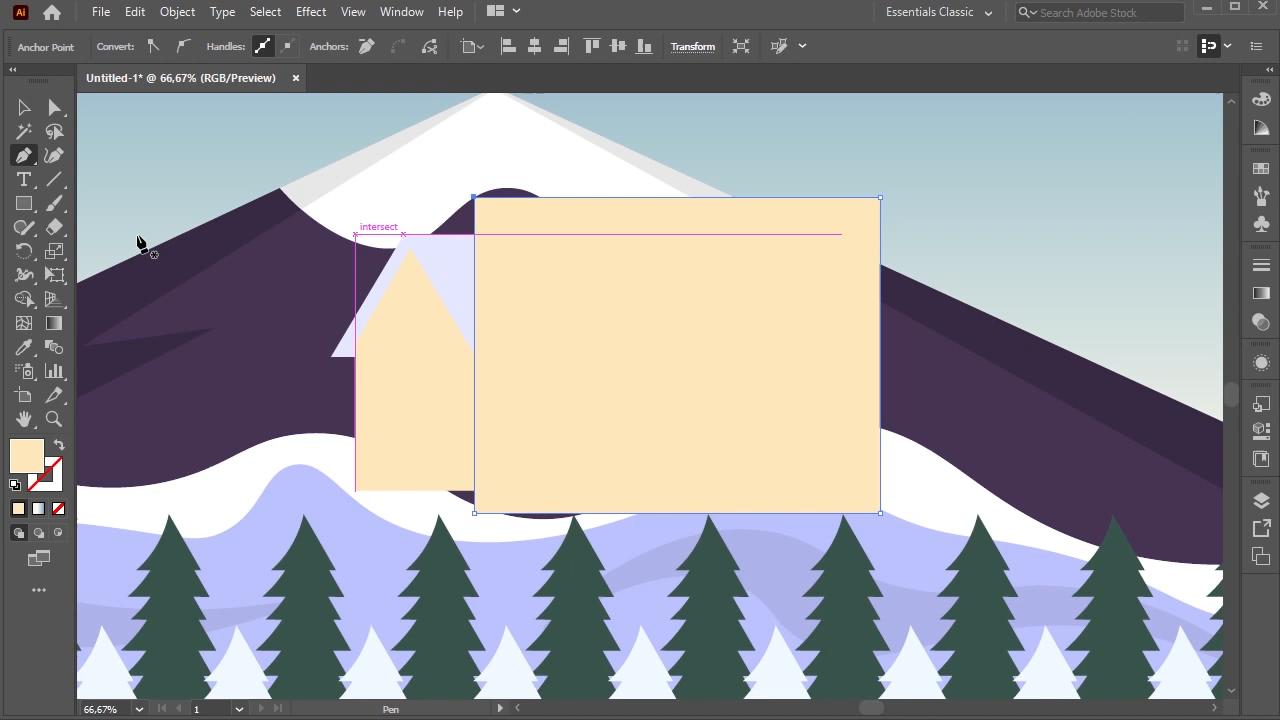 Ai File Edit Object Type Select Effect View Window Help Essentials Classic Search Adobe Stock
Anchor Point Convert: Handles: Anchors: Transform
Untitled-1* @ 66,67% (RGB/Preview)
intersect
66,67% 1 Pen